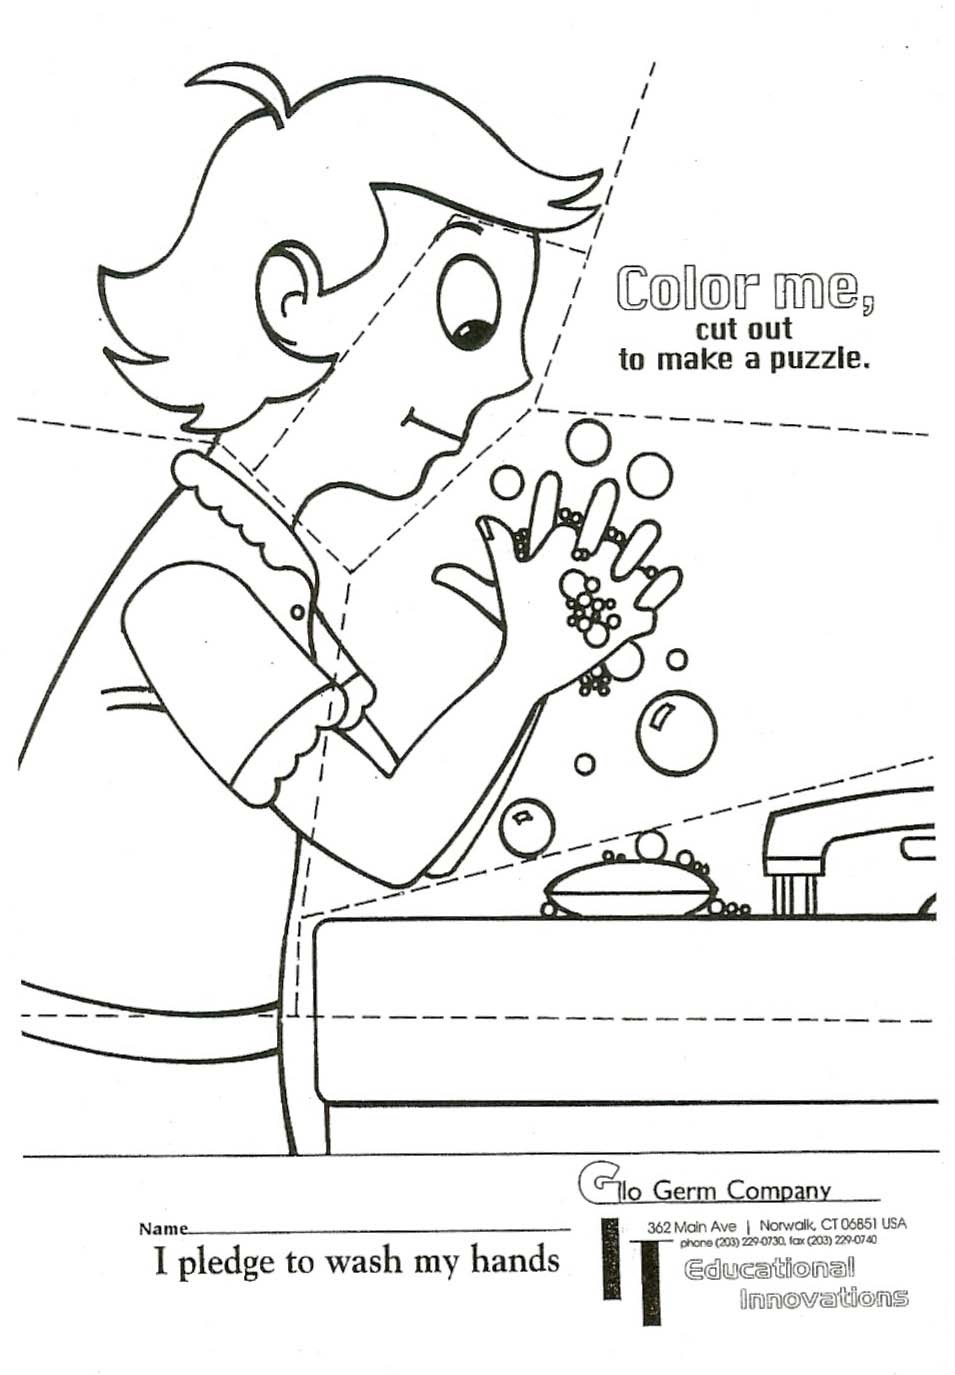 Color me,
cut out
to make a puzzle.
Glo Germ Company
Name
362 Main Ave | Norwalk, CT 06851 USA
phone (203) 229-0730, fax (203) 229-0740
I pledge to wash my hands
Educational
Innovations